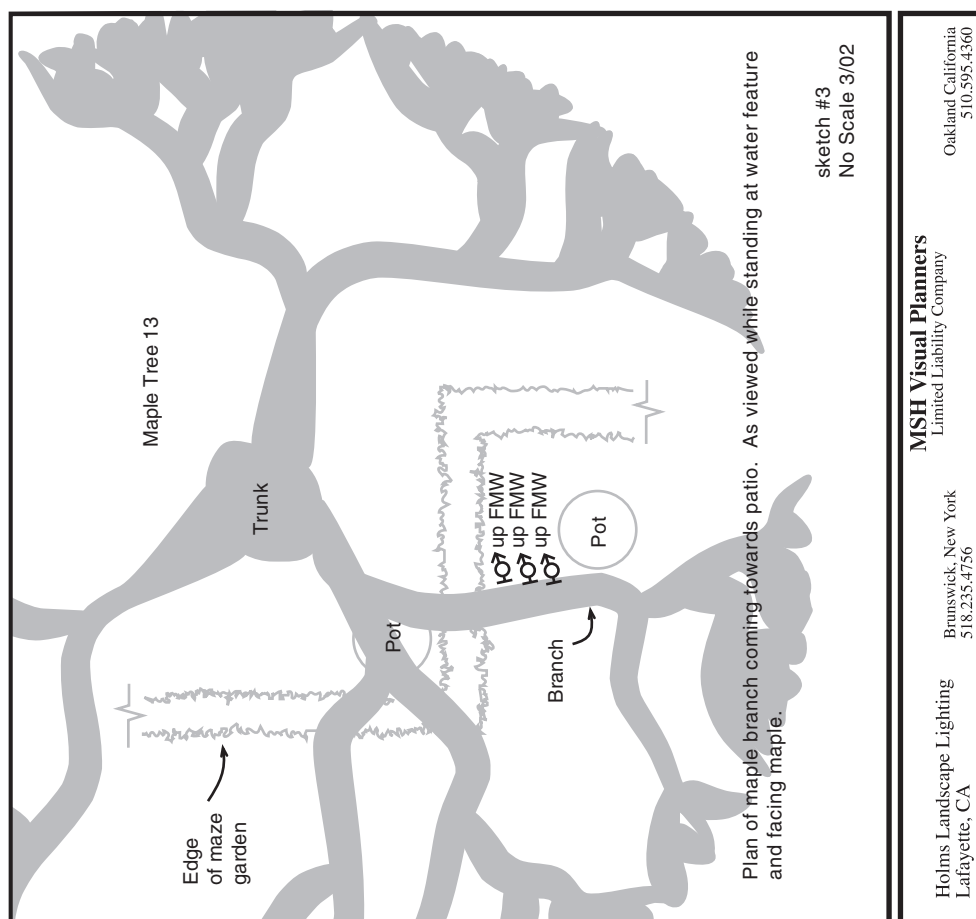 Maple Tree 13
Trunk
Edge
of maze
garden
Pot
up FMW
up FMW
up FMW
Pot
Branch
Plan of maple branch coming towards patio. As viewed while standing at water feature
and facing maple.
sketch #3
No Scale 3/02
Holms Landscape Lighting
Lafayette, CA
MSH Visual Planners
Limited Liability Company
Brunswick, New York
518.235.4756
Oakland California
510.595.4360